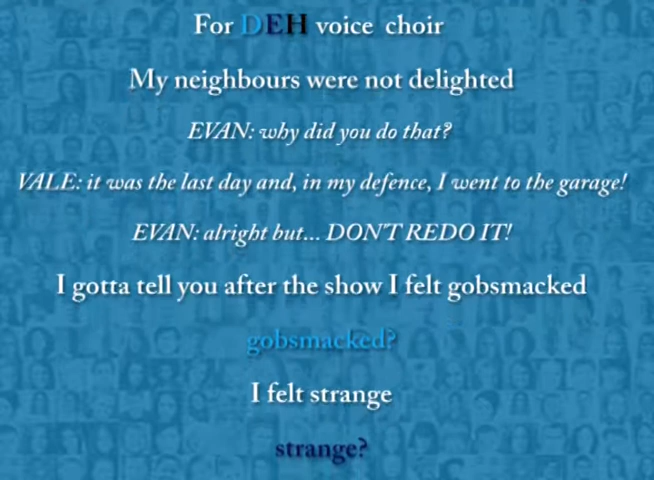 For DEH voice choir
My neighbours were not delighted
EVAN: why did you do that?
VALE: it was the last day and, in my defence, I went to the garage!
EVAN: alright but... DON'T REDO IT!
I gotta tell you after the show I felt gobsmacked
gobsmacked?
I felt strange
strange?